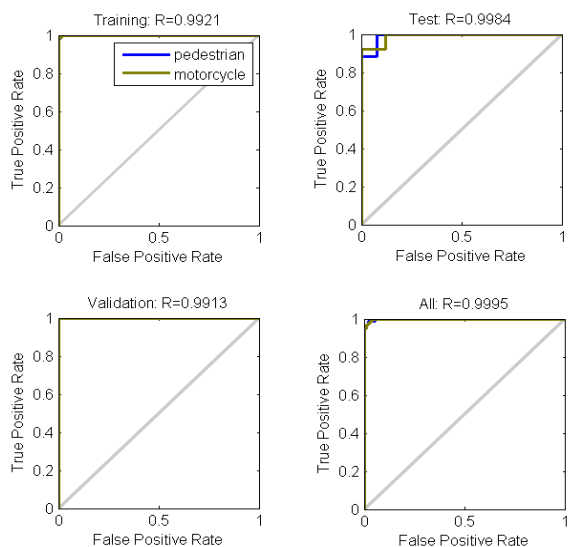 Training: R=0.9921
1
0.8
0.6
0.4
0.2
0
True Positive Rate
pedestrian
motorcycle
0
0.5
1
False Positive Rate
Test: R=0.9984
1
0.8
0.6
0.4
0.2
0
True Positive Rate
0
0.5
1
False Positive Rate
Validation: R=0.9913
1
0.8
0.6
0.4
0.2
0
True Positive Rate
0
0.5
1
False Positive Rate
All: R=0.9995
1
0.8
0.6
0.4
0.2
0
True Positive Rate
0
0.5
1
False Positive Rate